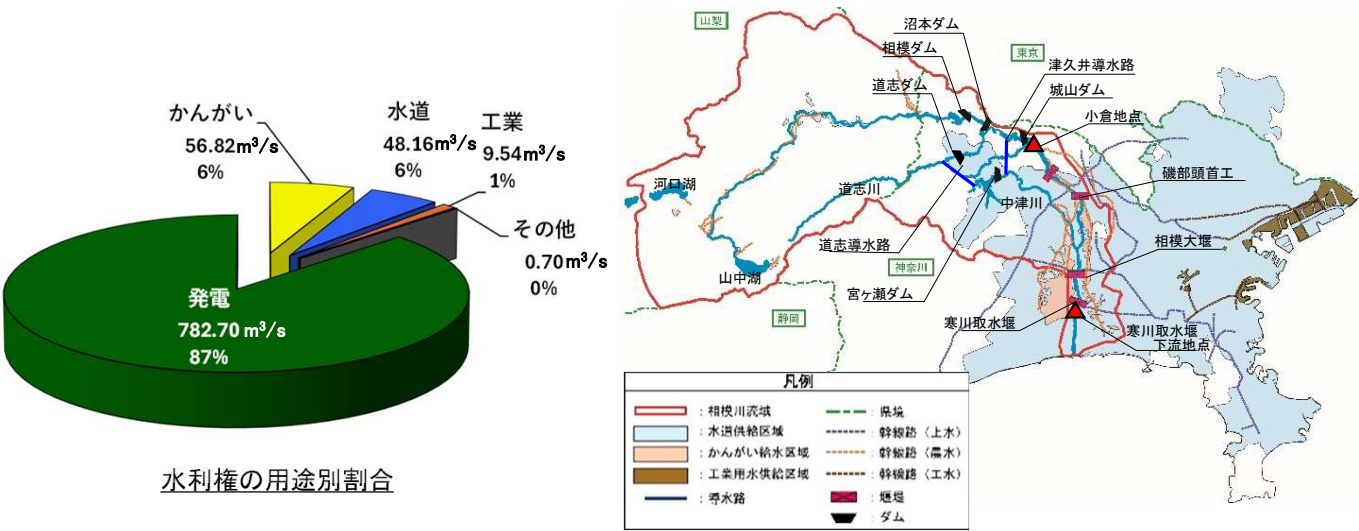 かんがい
56.82m³/s
6%
水道
48.16m³/s
6%
工業
9.54m³/s
1%
その他
0.70m³/s
0%
発電
782.70 m³/s
87%
水利権の用途別割合
山梨
沼本ダム
相模ダム
東京
津久井導水路
道志ダム
城山ダム
小倉地点
河口湖
道志川
中津川
磯部頭首工
道志導水路
相模大堰
山中湖
神奈川
宮ヶ瀬ダム
静岡
寒川取水堰
寒川取水堰
下流地点
凡例
：相模川流域
：県境
：水道供給区域
：幹線路（上水）
：かんがい給水区域
：幹線路（農水）
：工業用水供給区域
：幹線路（工水）
：導水路
：堰堤
：ダム